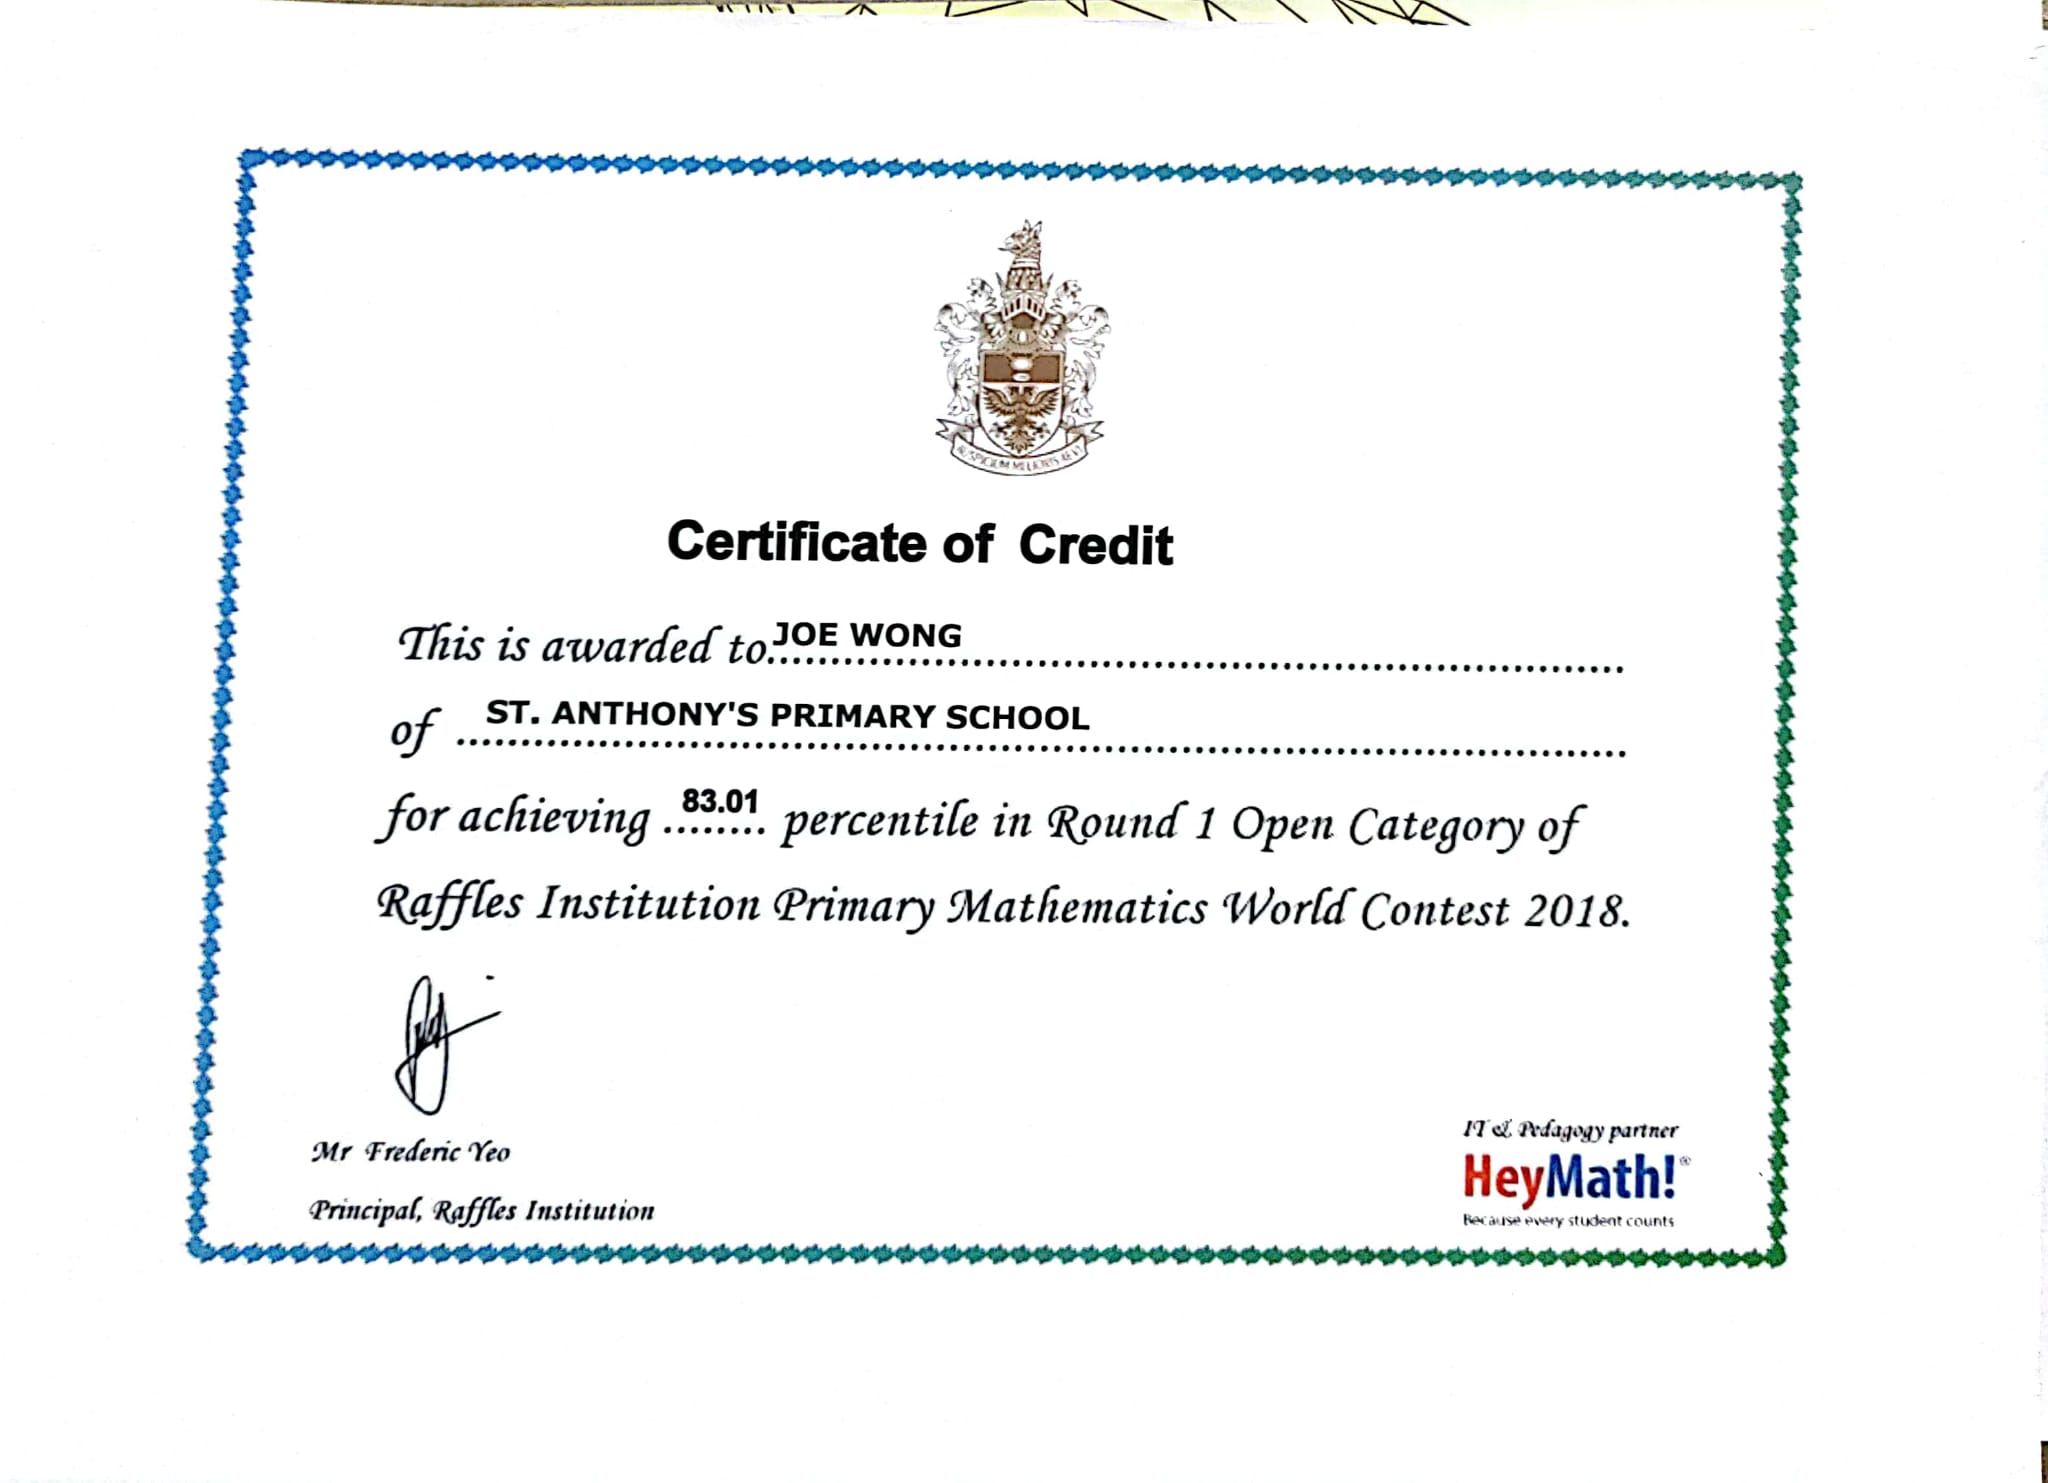 AUSPICIUM MELIORIS AEVI
Certificate of Credit
This is awarded to JOE WONG
of ST. ANTHONY'S PRIMARY SCHOOL
for achieving 83.01 percentile in Round 1 Open Category of
Raffles Institution Primary Mathematics World Contest 2018.
Mr Frederic Yeo
Principal, Raffles Institution
IT & Pedagogy partner
HeyMath!®
Because every student counts